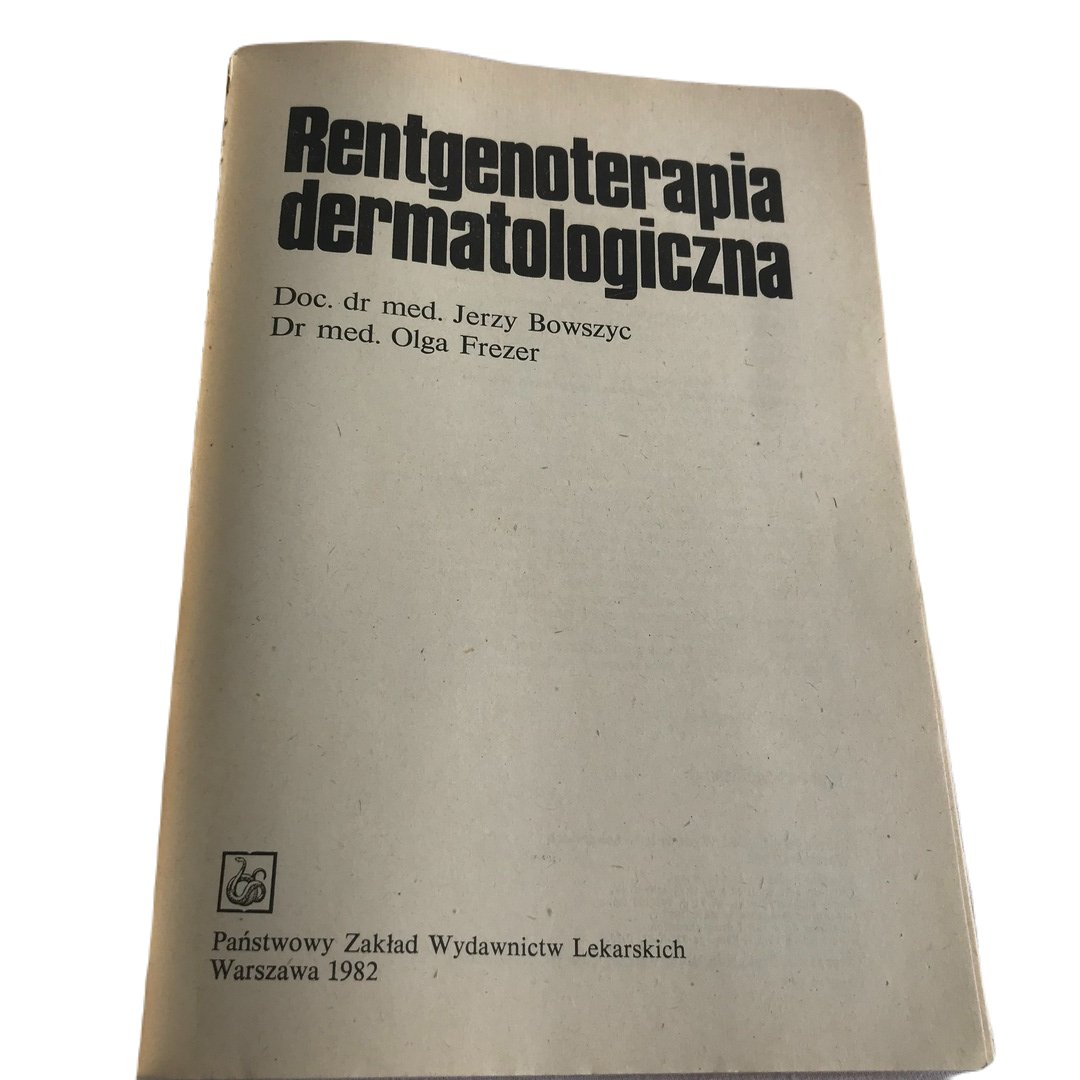 Rentgenoterapia
dermatologiczna
Doc. dr med. Jerzy Bowszyc
Dr med. Olga Frezer
Państwowy Zakład Wydawnictw Lekarskich
Warszawa 1982